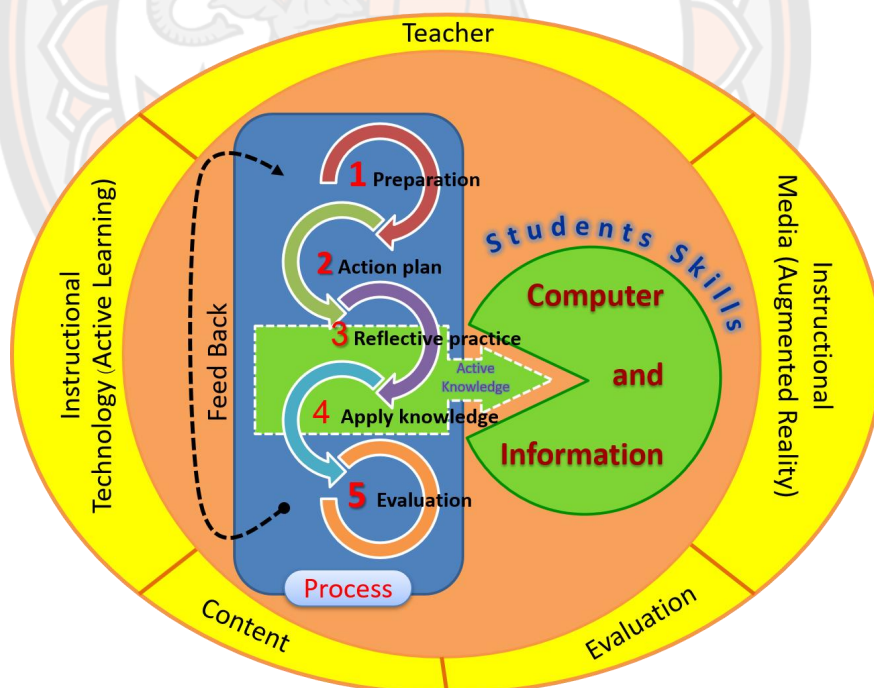 Teacher
Instructional
Technology (Active Learning)
Feed Back
1 Preparation
2 Action plan
3 Reflective practice
4 Apply knowledge
5 Evaluation
Process
Active
Knowledge
Students Skills
Computer
and
Information
Instructional
Media (Augmented Reality)
Content
Evaluation